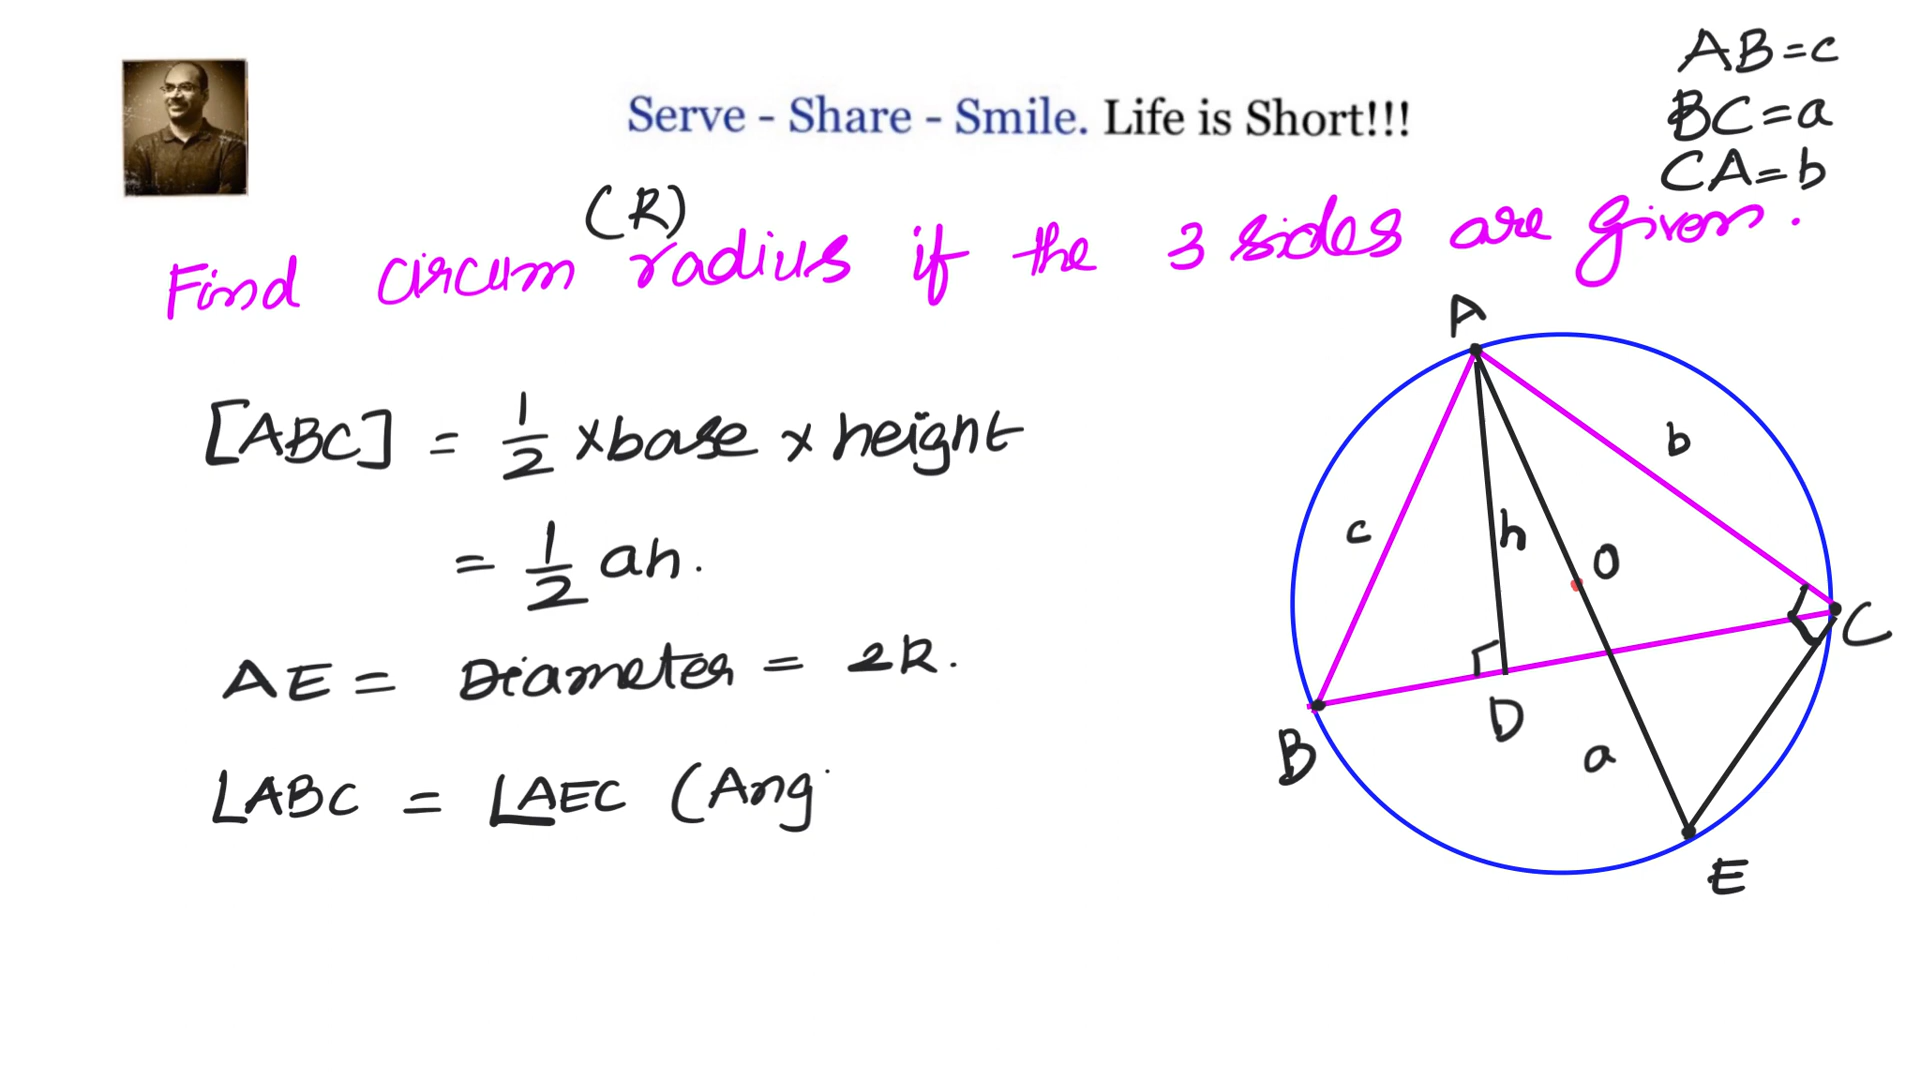 AB=c
Serve - Share - Smile. Life is Short!!!
BC=a
CA=b
(R)
Find circum radius if the 3 sides are given.
A
[ABC] = 1/2 × base × height
b
c
h
O
= 1/2 ah.
C
AE = Diameter = 2R.
D
B
a
∠ABC = ∠AEC (Ang
E